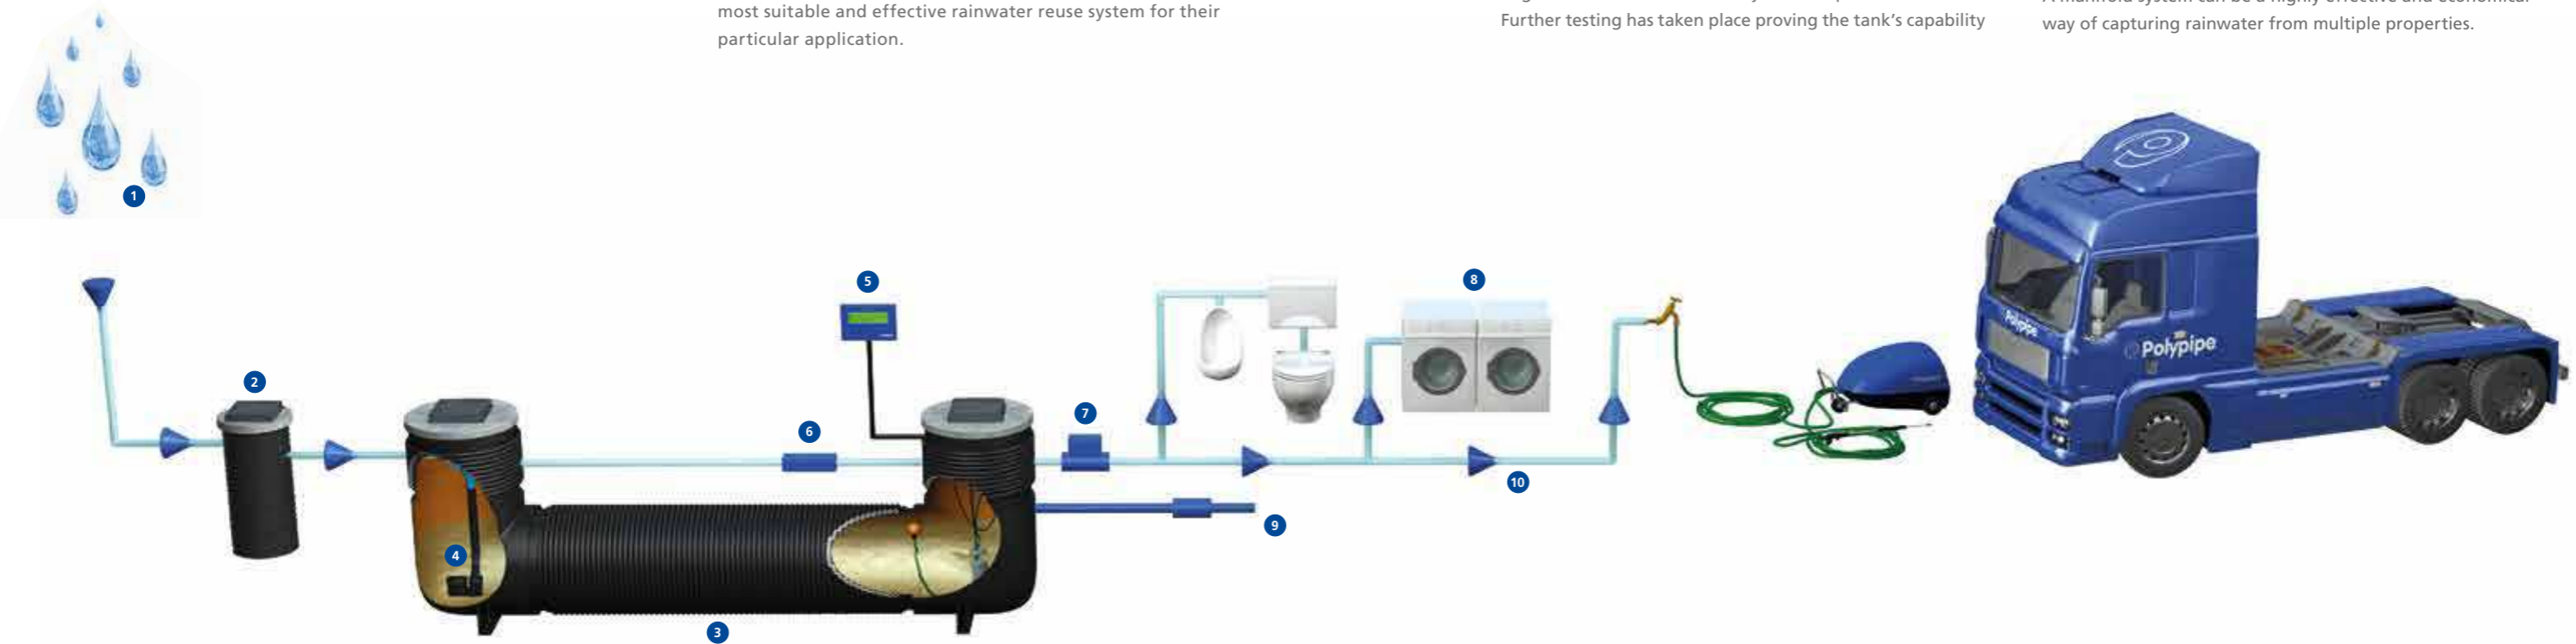 most suitable and effective rainwater reuse system for their
particular application.
Further testing has taken place proving the tank's capability
way of capturing rainwater from multiple properties.
1
2
3
4
5
6
7
8
9
10
Polypipe
Polypipe